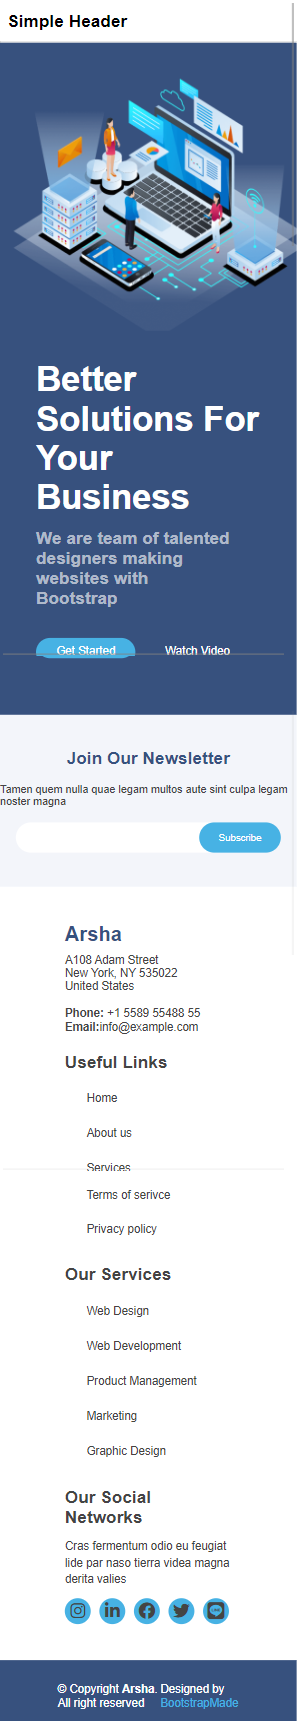 Simple Header
Better
Solutions For
Your
Business
We are team of talented
designers making
websites with
Bootstrap
Get Started
Watch Video
Join Our Newsletter
Tamen quem nulla quae legam multos aute sint culpa legam
noster magna
Subscribe
Arsha
A108 Adam Street
New York, NY 535022
United States
Phone: +1 5589 55488 55
Email:info@example.com
Useful Links
Home
About us
Services
Terms of serivce
Privacy policy
Our Services
Web Design
Web Development
Product Management
Marketing
Graphic Design
Our Social
Networks
Cras fermentum odio eu feugiat
lide par naso tierra videa magna
derita valies
© Copyright Arsha. Designed by
All right reserved BootstrapMade